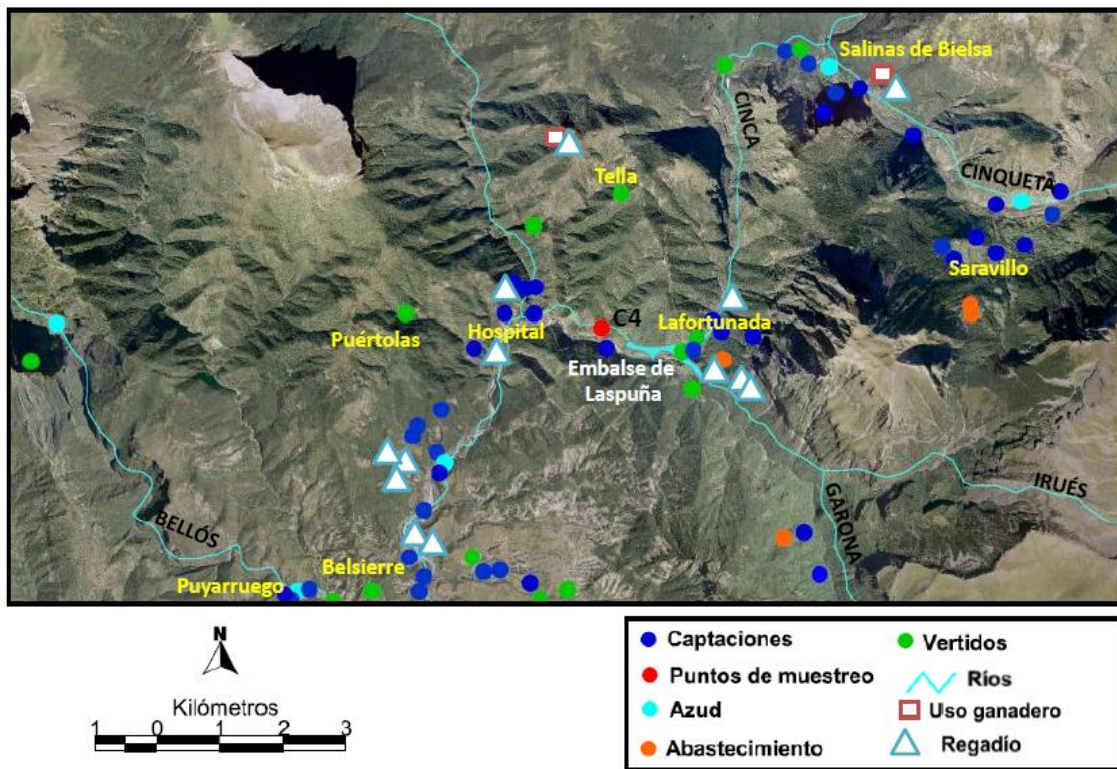 Salinas de Bielsa
CINCA
Tella
CINQUETA
Saravillo
Puértolas
Hospital
C4
Lafortunada
Embalse de
Laspuña
BELLÓS
GARONA
IRUÉS
Puyarruego
Belsierre
N
Kilómetros
1 0 1 2 3
Captaciones
Puntos de muestreo
Azud
Abastecimiento
Vertidos
Ríos
Uso ganadero
Regadío